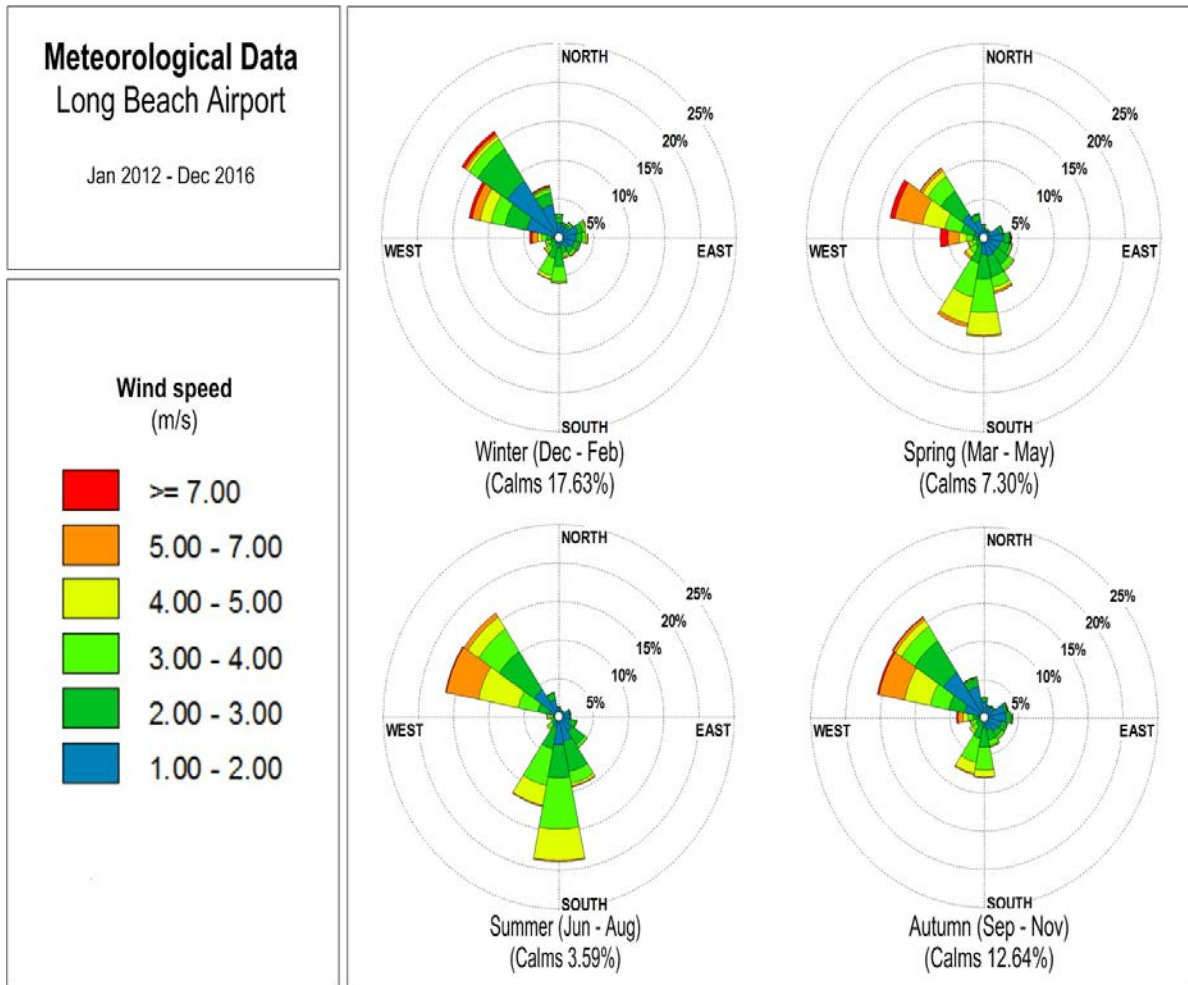 Meteorological Data
Long Beach Airport
Jan 2012 - Dec 2016
Wind speed
(m/s)
>= 7.00
5.00 - 7.00
4.00 - 5.00
3.00 - 4.00
2.00 - 3.00
1.00 - 2.00
NORTH
25%
20%
15%
10%
5%
WEST
EAST
SOUTH
Winter (Dec - Feb)
(Calms 17.63%)
NORTH
25%
20%
15%
10%
5%
WEST
EAST
SOUTH
Spring (Mar - May)
(Calms 7.30%)
NORTH
25%
20%
15%
10%
5%
WEST
EAST
SOUTH
Summer (Jun - Aug)
(Calms 3.59%)
NORTH
25%
20%
15%
10%
5%
WEST
EAST
SOUTH
Autumn (Sep - Nov)
(Calms 12.64%)